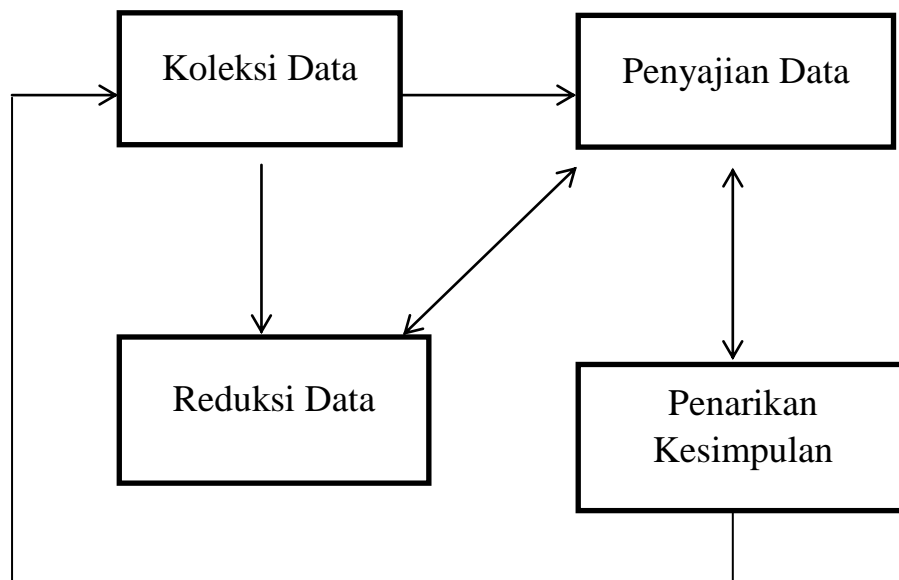 Koleksi Data
Penyajian Data
Reduksi Data
Penarikan
Kesimpulan